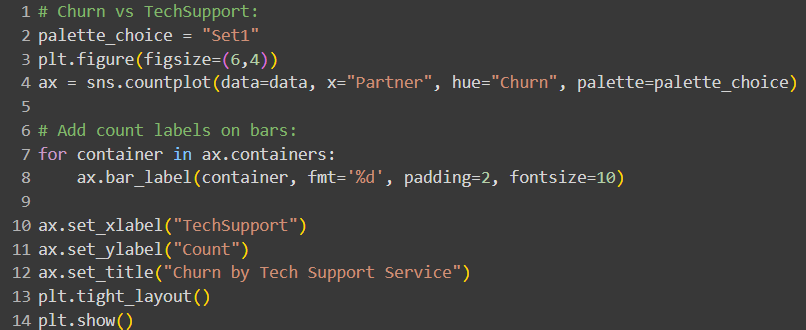 1 # Churn vs TechSupport:
2 palette_choice = "Set1"
3 plt.figure(figsize=(6,4))
4 ax = sns.countplot(data=data, x="Partner", hue="Churn", palette=palette_choice)
5
6 # Add count labels on bars:
7 for container in ax.containers:
8     ax.bar_label(container, fmt='%d', padding=2, fontsize=10)
9
10 ax.set_xlabel("TechSupport")
11 ax.set_ylabel("Count")
12 ax.set_title("Churn by Tech Support Service")
13 plt.tight_layout()
14 plt.show()